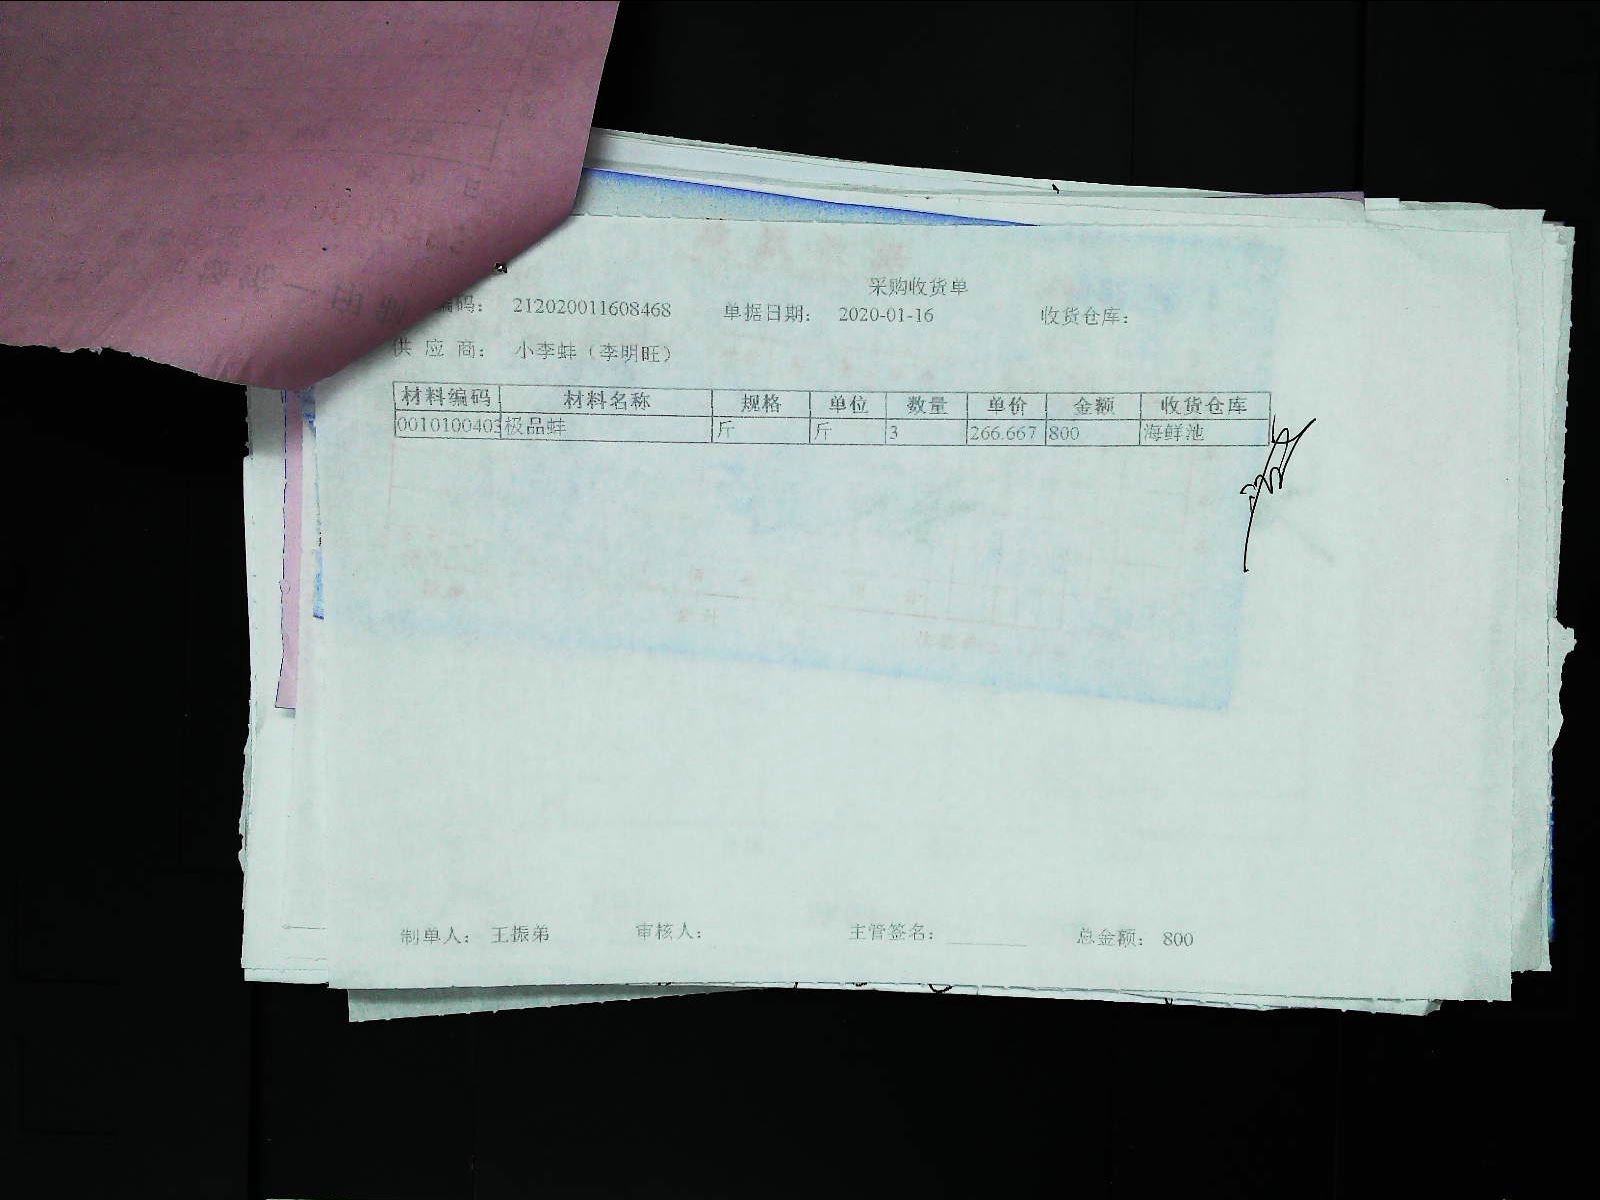 采购收货单
编码： 212020011608468 单据日期： 2020-01-16 收货仓库：
供 应 商： 小李蚌（李明旺）
材料编码 材料名称 规格 单位 数量 单价 金额 收货仓库
0010100403 极品蚌 斤 斤 3 266.667 800 海鲜池
制单人： 王振弟 审核人： 主管签名： 总金额： 800